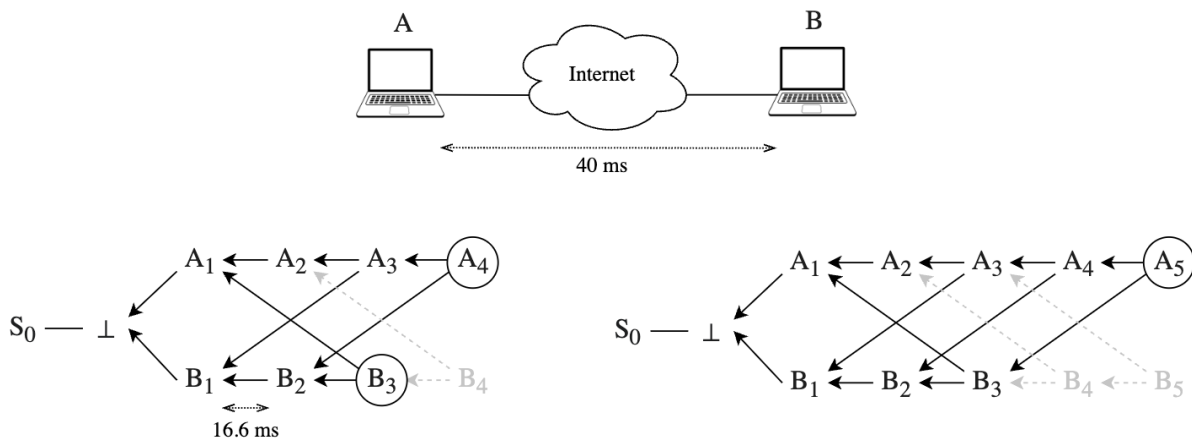 A B
Internet
40 ms
A₁ A₂ A₃ A₄
S₀ ⊥
B₁ B₂ B₃ B₄
16.6 ms
A₁ A₂ A₃ A₄ A₅
S₀ ⊥
B₁ B₂ B₃ B₄ B₅